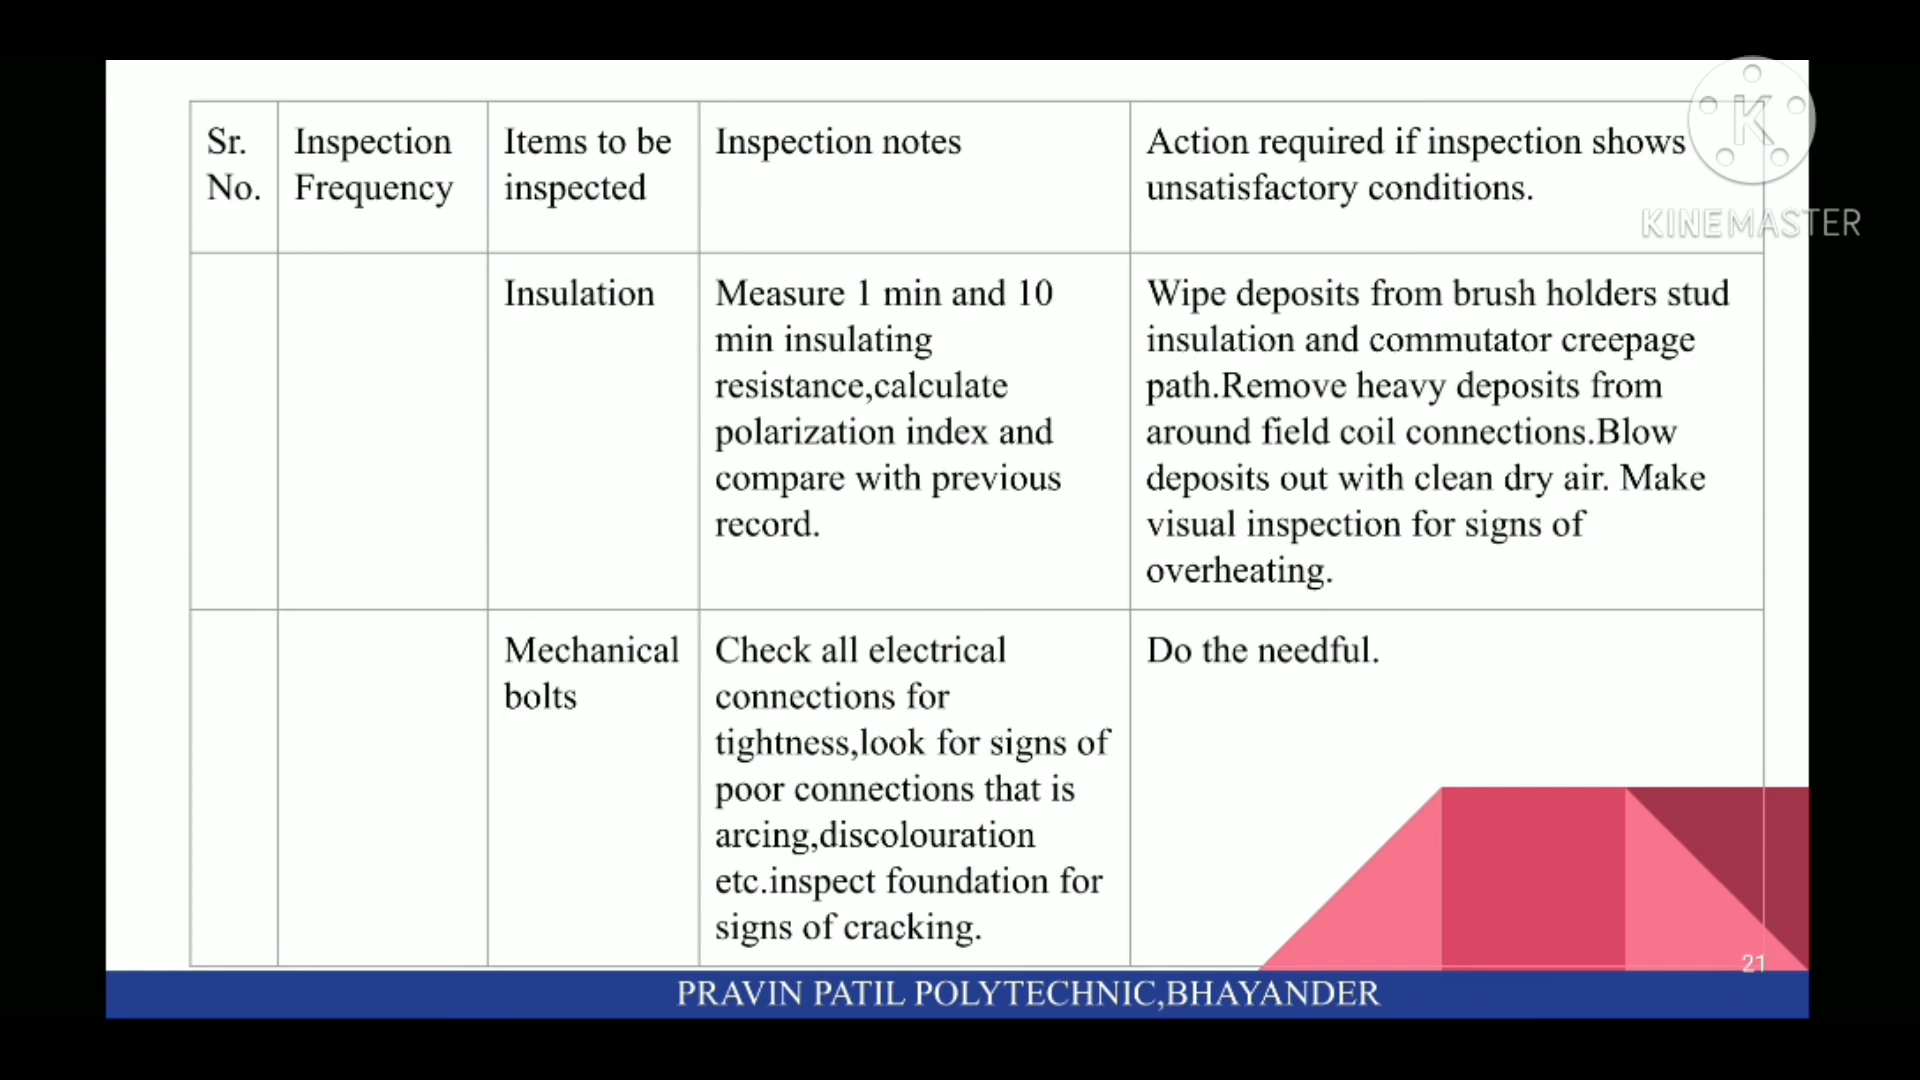 Sr.
No.
Inspection
Frequency
Items to be
inspected
Inspection notes
Action required if inspection shows
unsatisfactory conditions.
Insulation
Measure 1 min and 10
min insulating
resistance,calculate
polarization index and
compare with previous
record.
Wipe deposits from brush holders stud
insulation and commutator creepage
path.Remove heavy deposits from
around field coil connections.Blow
deposits out with clean dry air. Make
visual inspection for signs of
overheating.
Mechanical
bolts
Check all electrical
connections for
tightness,look for signs of
poor connections that is
arcing,discolouration
etc.inspect foundation for
signs of cracking.
Do the needful.
K
KINEMASTER
21
PRAVIN PATIL POLYTECHNIC,BHAYANDER